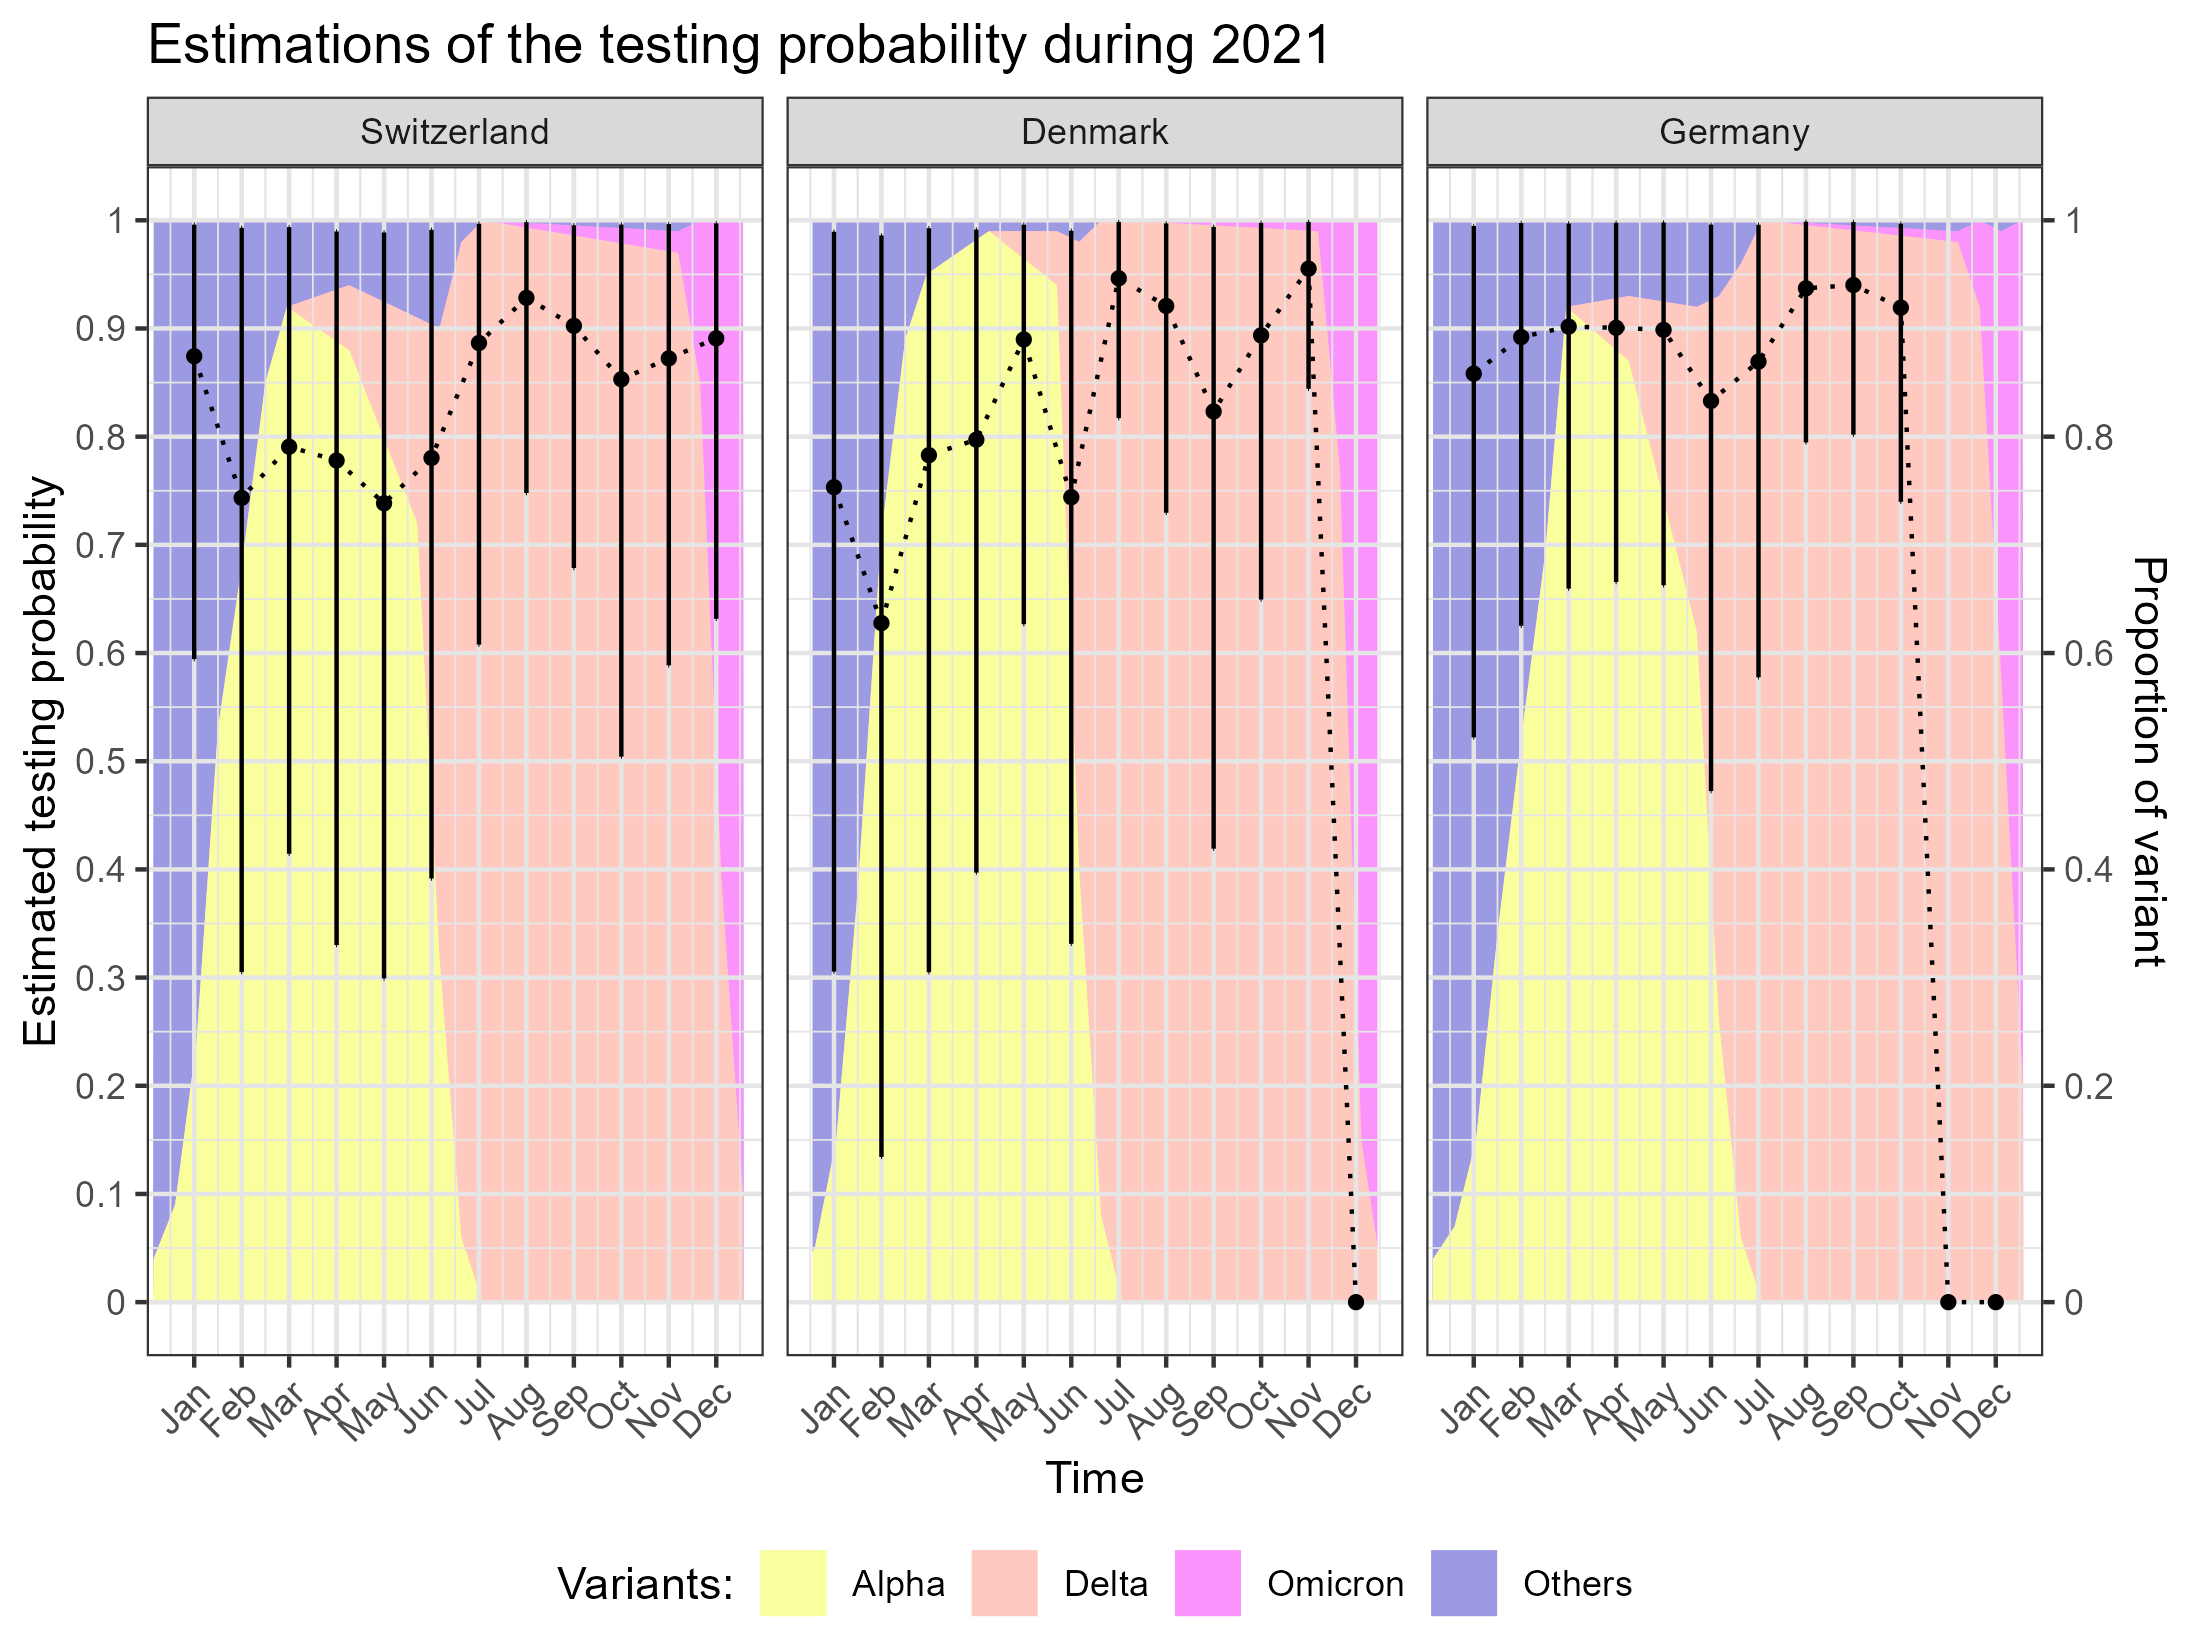 Estimations of the testing probability during 2021
Switzerland Denmark Germany
Estimated testing probability
1
0.9
0.8
0.7
0.6
0.5
0.4
0.3
0.2
0.1
0
1
0.8
0.6
0.4
0.2
0
Proportion of variant
Jan Feb Mar Apr May Jun Jul Aug Sep Oct Nov Dec
Jan Feb Mar Apr May Jun Jul Aug Sep Oct Nov Dec
Jan Feb Mar Apr May Jun Jul Aug Sep Oct Nov Dec
Time
Variants: Alpha Delta Omicron Others